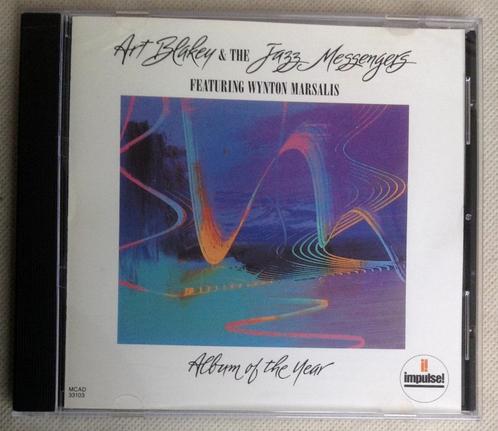 Art Blakey & THE Jazz Messengers
FEATURING WYNTON MARSALIS
Album of the Year
MCAD
33103
i!
impulse!